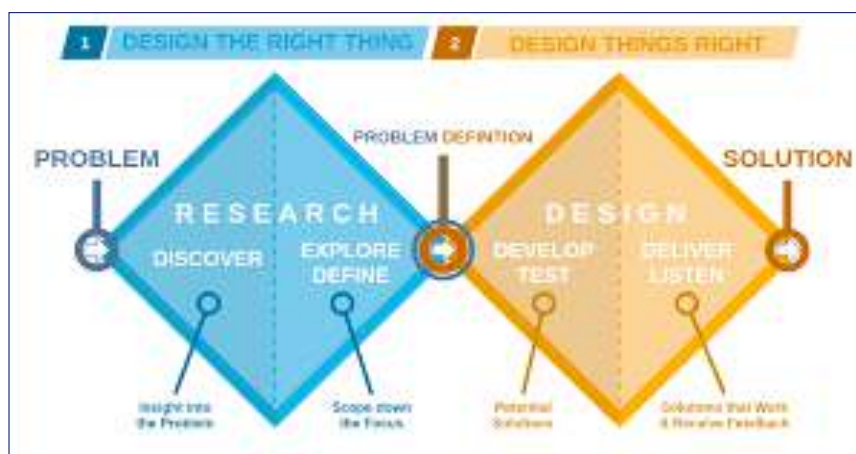 1 DESIGN THE RIGHT THING
2 DESIGN THINGS RIGHT
PROBLEM
PROBLEM DEFINTION
SOLUTION
RESEARCH
DISCOVER
EXPLORE
DEFINE
DESIGN
DEVELOP
TEST
DELIVER
LISTEN
Insight into
the Problem
Scope down
the Focus
Potential
Solutions
Solutions that Work
& Receive Feedback